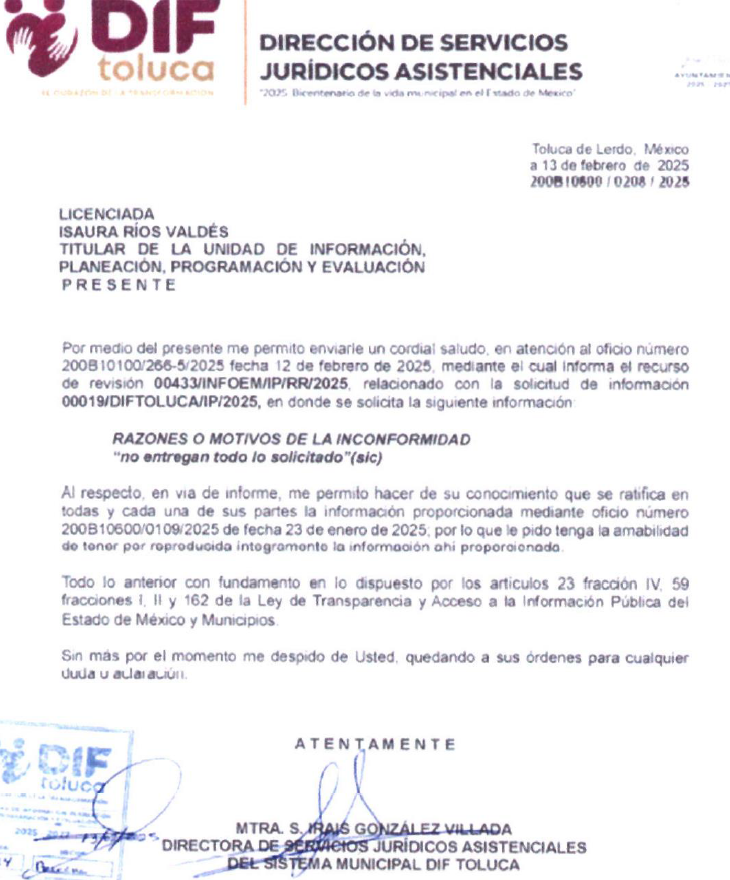 DIF
toluca
EL CORAZÓN DE LA TRANSFORMACIÓN
DIRECCIÓN DE SERVICIOS
JURÍDICOS ASISTENCIALES
"2025. Bicentenario de la vida municipal en el Estado de México"
AYUNTAMIEN
Toluca de Lerdo, México
a 13 de febrero de 2025
200B10600 / 0208 / 2025
LICENCIADA
ISAURA RÍOS VALDÉS
TITULAR DE LA UNIDAD DE INFORMACIÓN,
PLANEACIÓN, PROGRAMACIÓN Y EVALUACIÓN
P R E S E N T E
Por medio del presente me permito enviarle un cordial saludo, en atención al oficio número
200B10100/266-5/2025 fecha 12 de febrero de 2025, mediante el cual informa el recurso
de revisión 00433/INFOEM/IP/RR/2025, relacionado con la solicitud de información
00019/DIFTOLUCA/IP/2025, en donde se solicita la siguiente información:
RAZONES O MOTIVOS DE LA INCONFORMIDAD
"no entregan todo lo solicitado"(sic)
Al respecto, en vía de informe, me permito hacer de su conocimiento que se ratifica en
todas y cada una de sus partes la información proporcionada mediante oficio número
200B10600/0109/2025 de fecha 23 de enero de 2025; por lo que le pido tenga la amabilidad
de tener por reproducida íntegramente la información ahí proporcionada.
Todo lo anterior con fundamento en lo dispuesto por los artículos 23 fracción IV, 59
fracciones I, II y 162 de la Ley de Transparencia y Acceso a la Información Pública del
Estado de México y Municipios.
Sin más por el momento me despido de Usted, quedando a sus órdenes para cualquier
duda o aclaración.
A T E N T A M E N T E
DIF
toluca
MTRA. S. IRAIS GONZÁLEZ VILLADA
DIRECTORA DE SERVICIOS JURÍDICOS ASISTENCIALES
DEL SISTEMA MUNICIPAL DIF TOLUCA